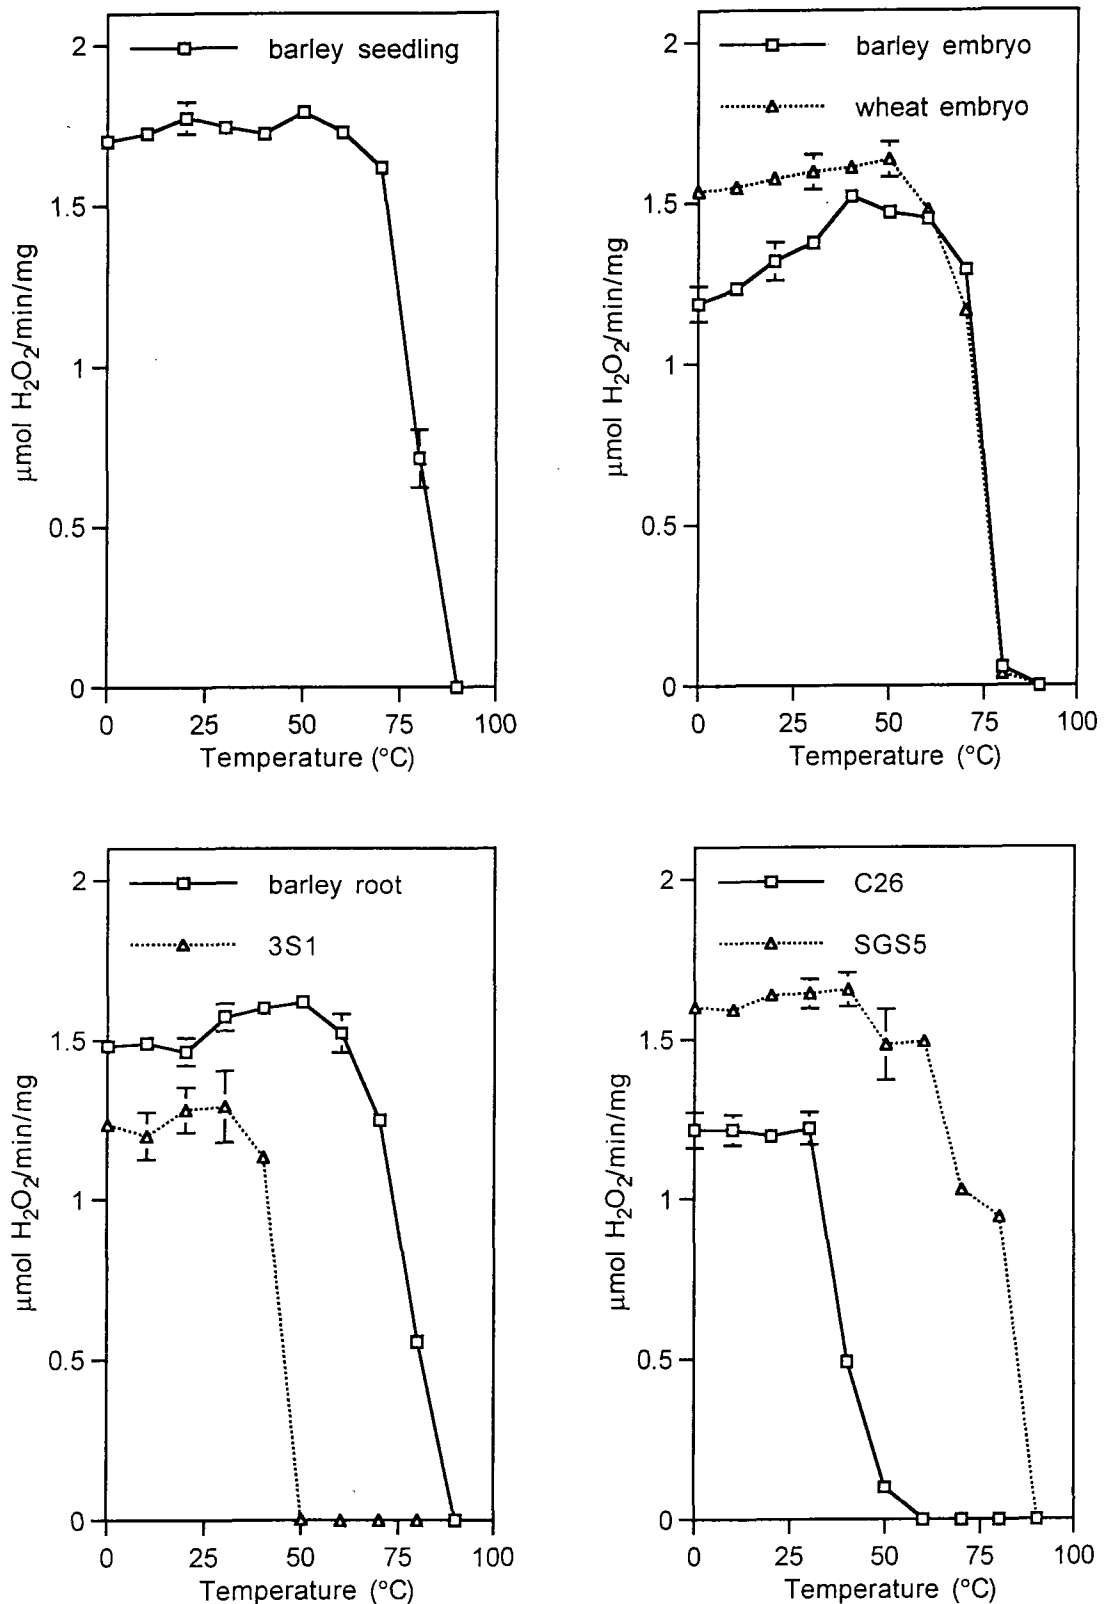 2
barley seedling
1.5
1
0.5
0
0 25 50 75 100
Temperature (°C)
μmol H₂O₂/min/mg
2
barley embryo
wheat embryo
1.5
1
0.5
0
0 25 50 75 100
Temperature (°C)
μmol H₂O₂/min/mg
2
barley root
3S1
1.5
1
0.5
0
0 25 50 75 100
Temperature (°C)
μmol H₂O₂/min/mg
2
C26
SGS5
1.5
1
0.5
0
0 25 50 75 100
Temperature (°C)
μmol H₂O₂/min/mg